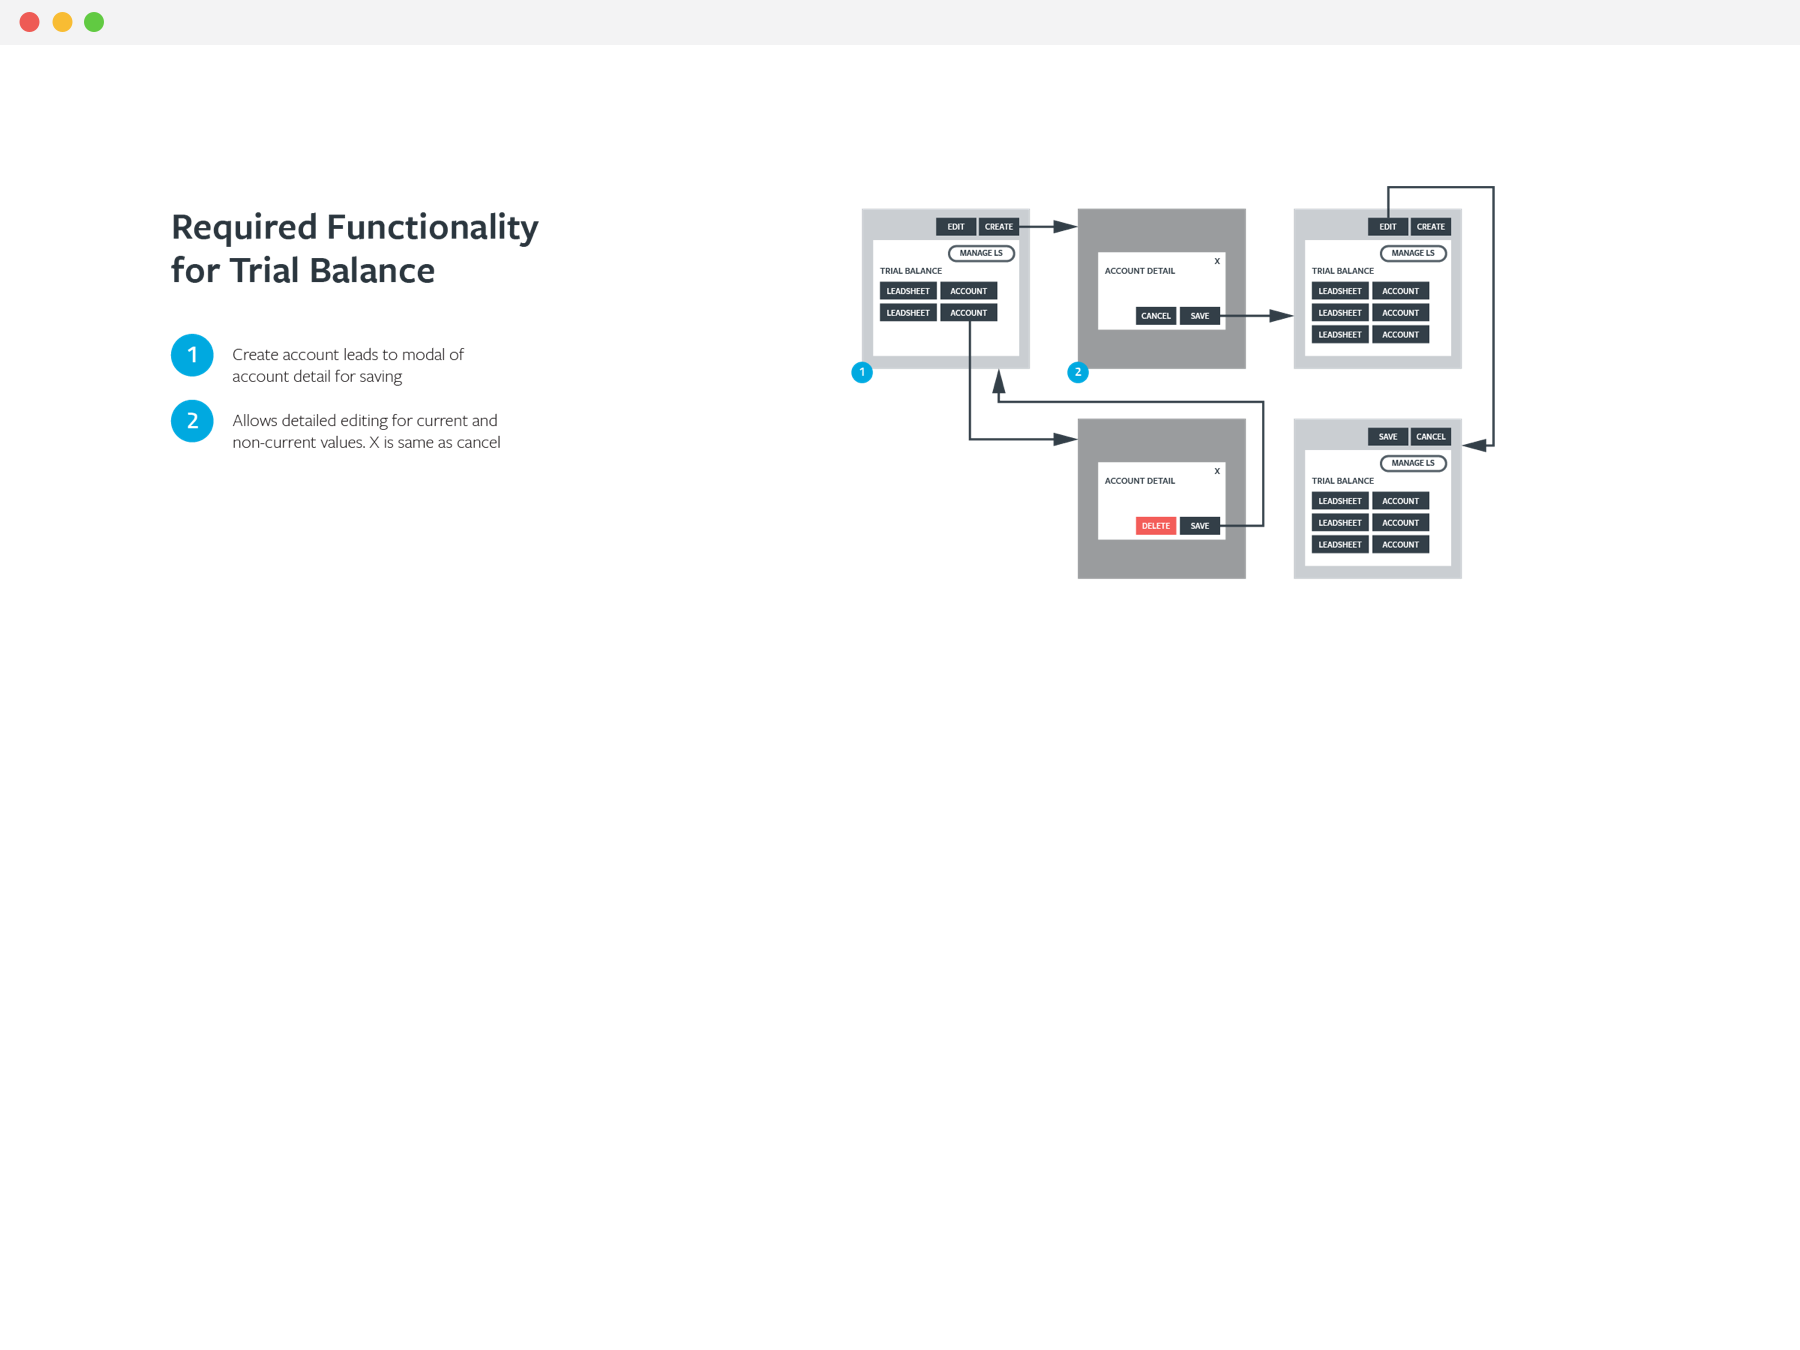 Required Functionality
for Trial Balance
1
Create account leads to modal of
account detail for saving
2
Allows detailed editing for current and
non-current values. X is same as cancel
EDIT CREATE
MANAGE LS
TRIAL BALANCE
LEADSHEET ACCOUNT
LEADSHEET ACCOUNT
1
X
ACCOUNT DETAIL
CANCEL SAVE
2
EDIT CREATE
MANAGE LS
TRIAL BALANCE
LEADSHEET ACCOUNT
LEADSHEET ACCOUNT
LEADSHEET ACCOUNT
X
ACCOUNT DETAIL
DELETE SAVE
SAVE CANCEL
MANAGE LS
TRIAL BALANCE
LEADSHEET ACCOUNT
LEADSHEET ACCOUNT
LEADSHEET ACCOUNT